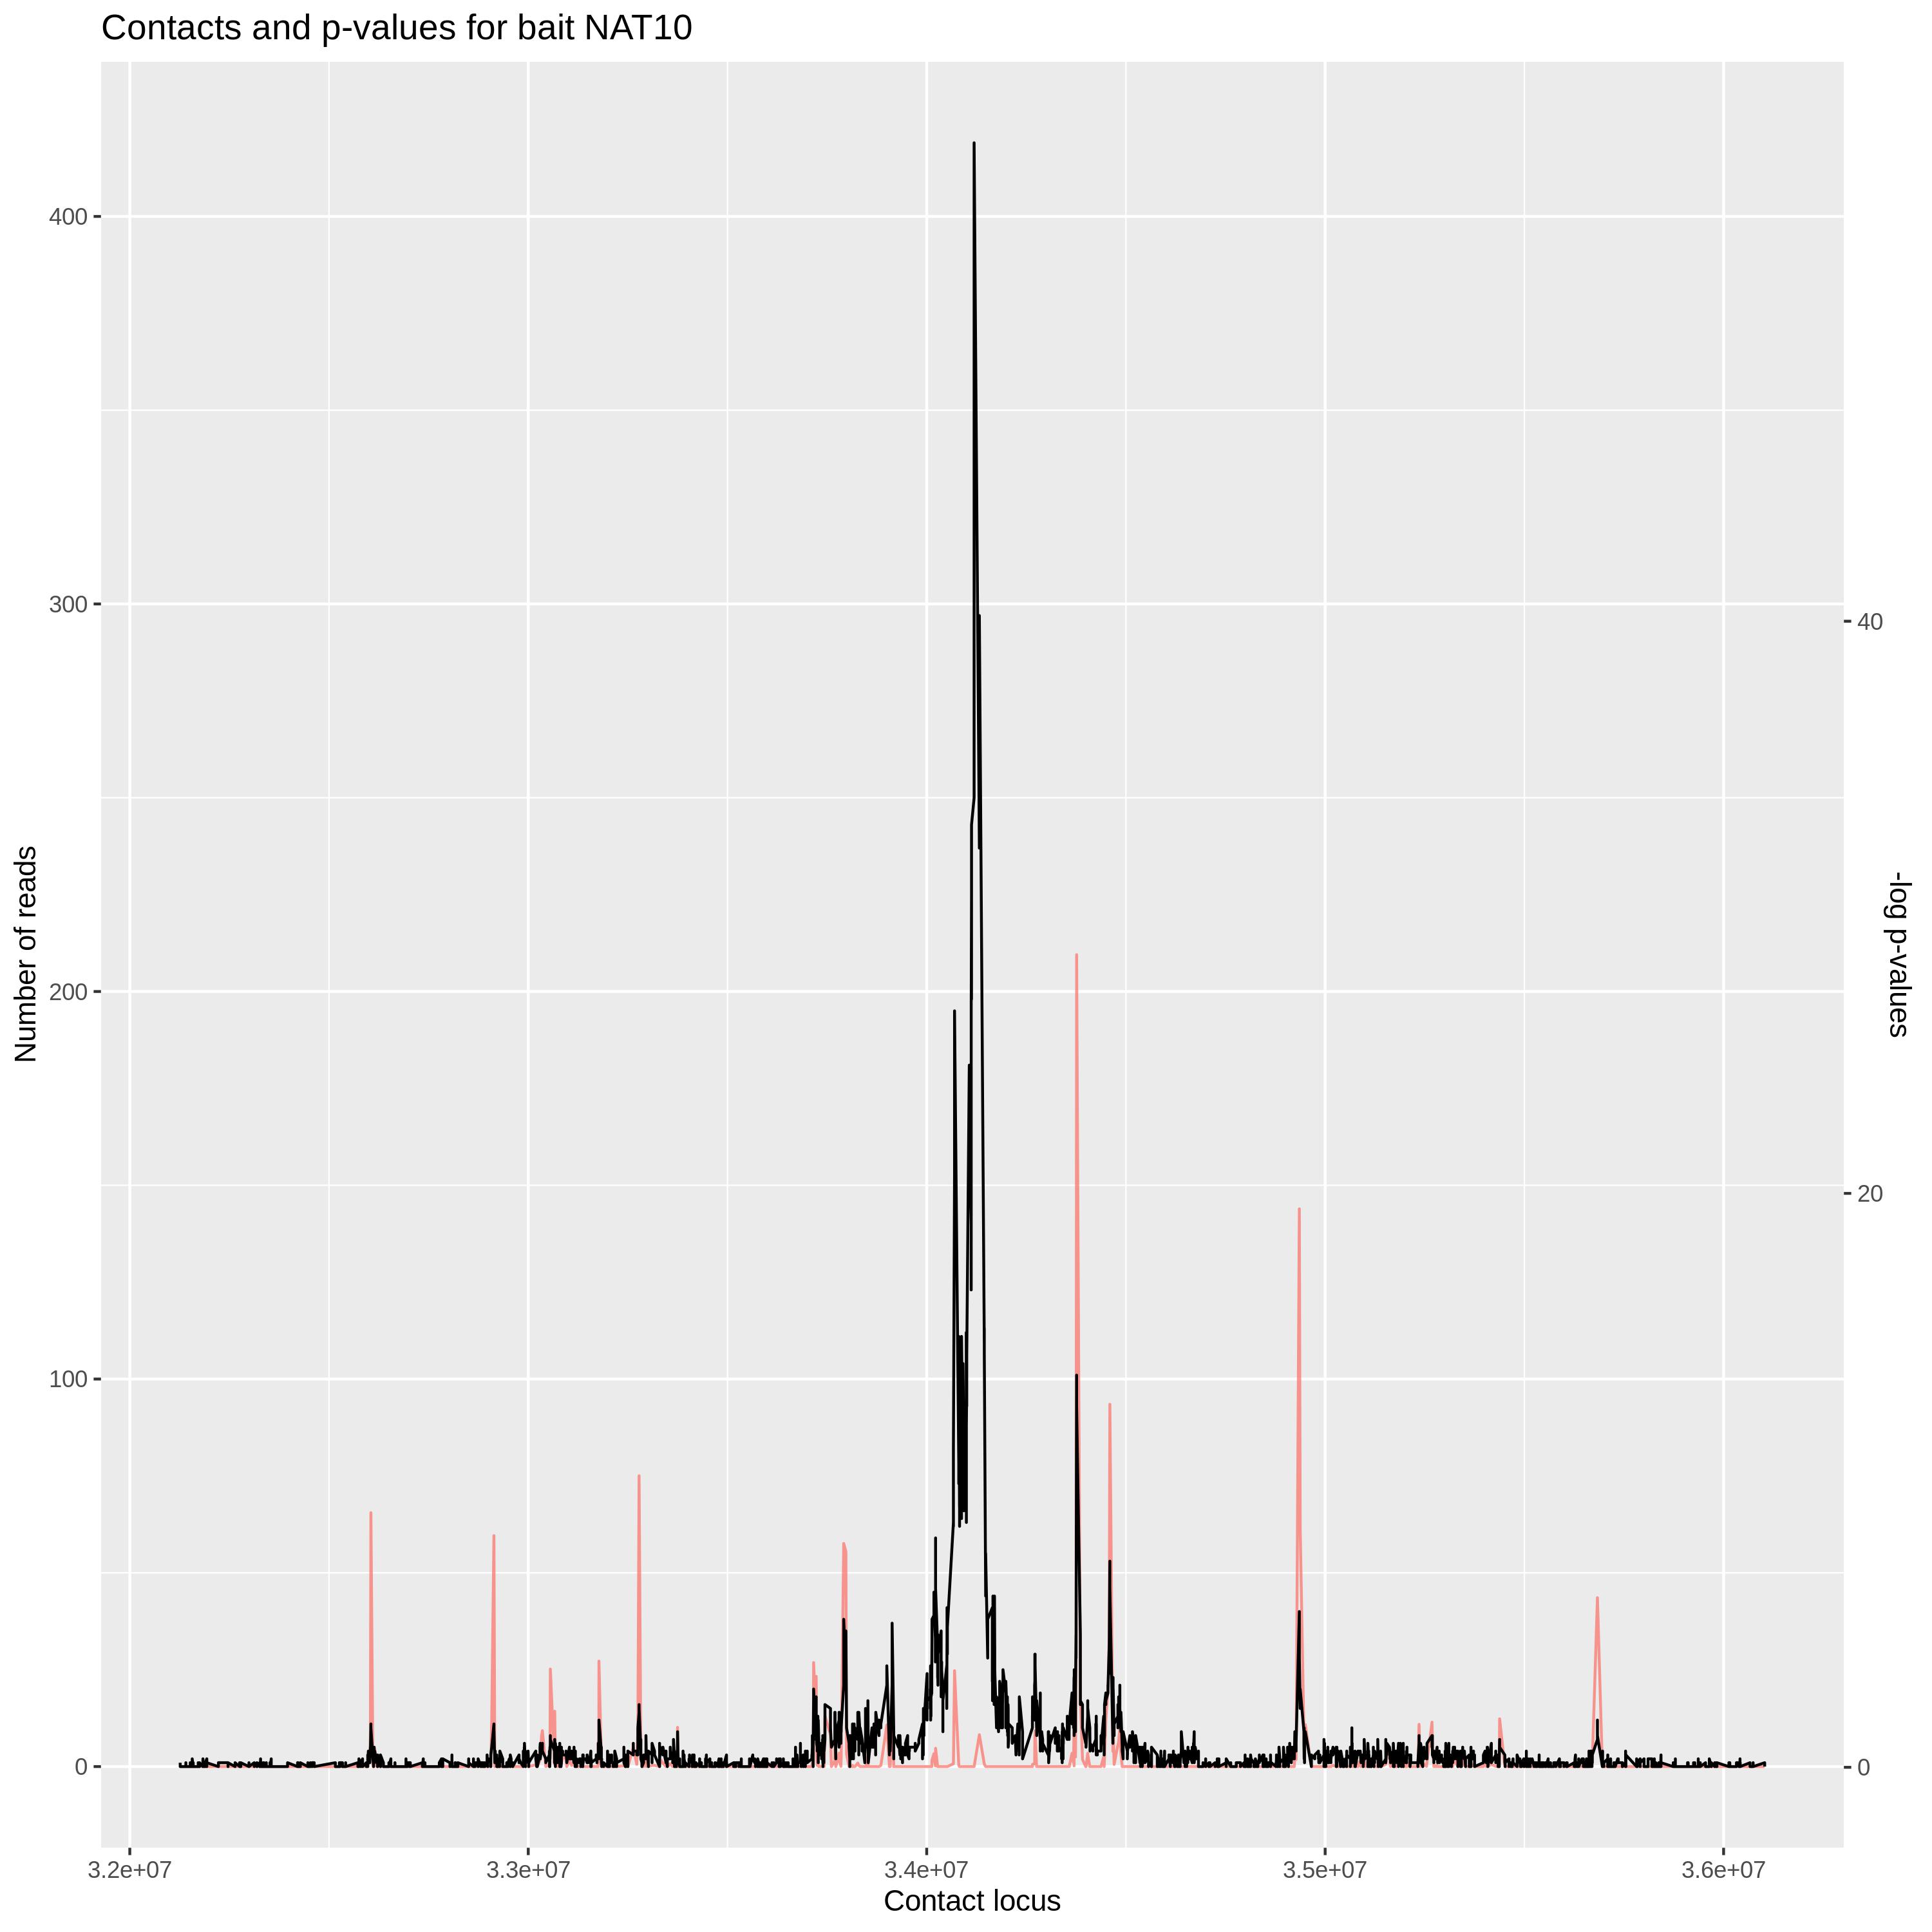 Contacts and p-values for bait NAT10
Number of reads
400
300
200
100
0
40
20
0
-log p-values
3.2e+07
3.3e+07
3.4e+07
3.5e+07
3.6e+07
Contact locus